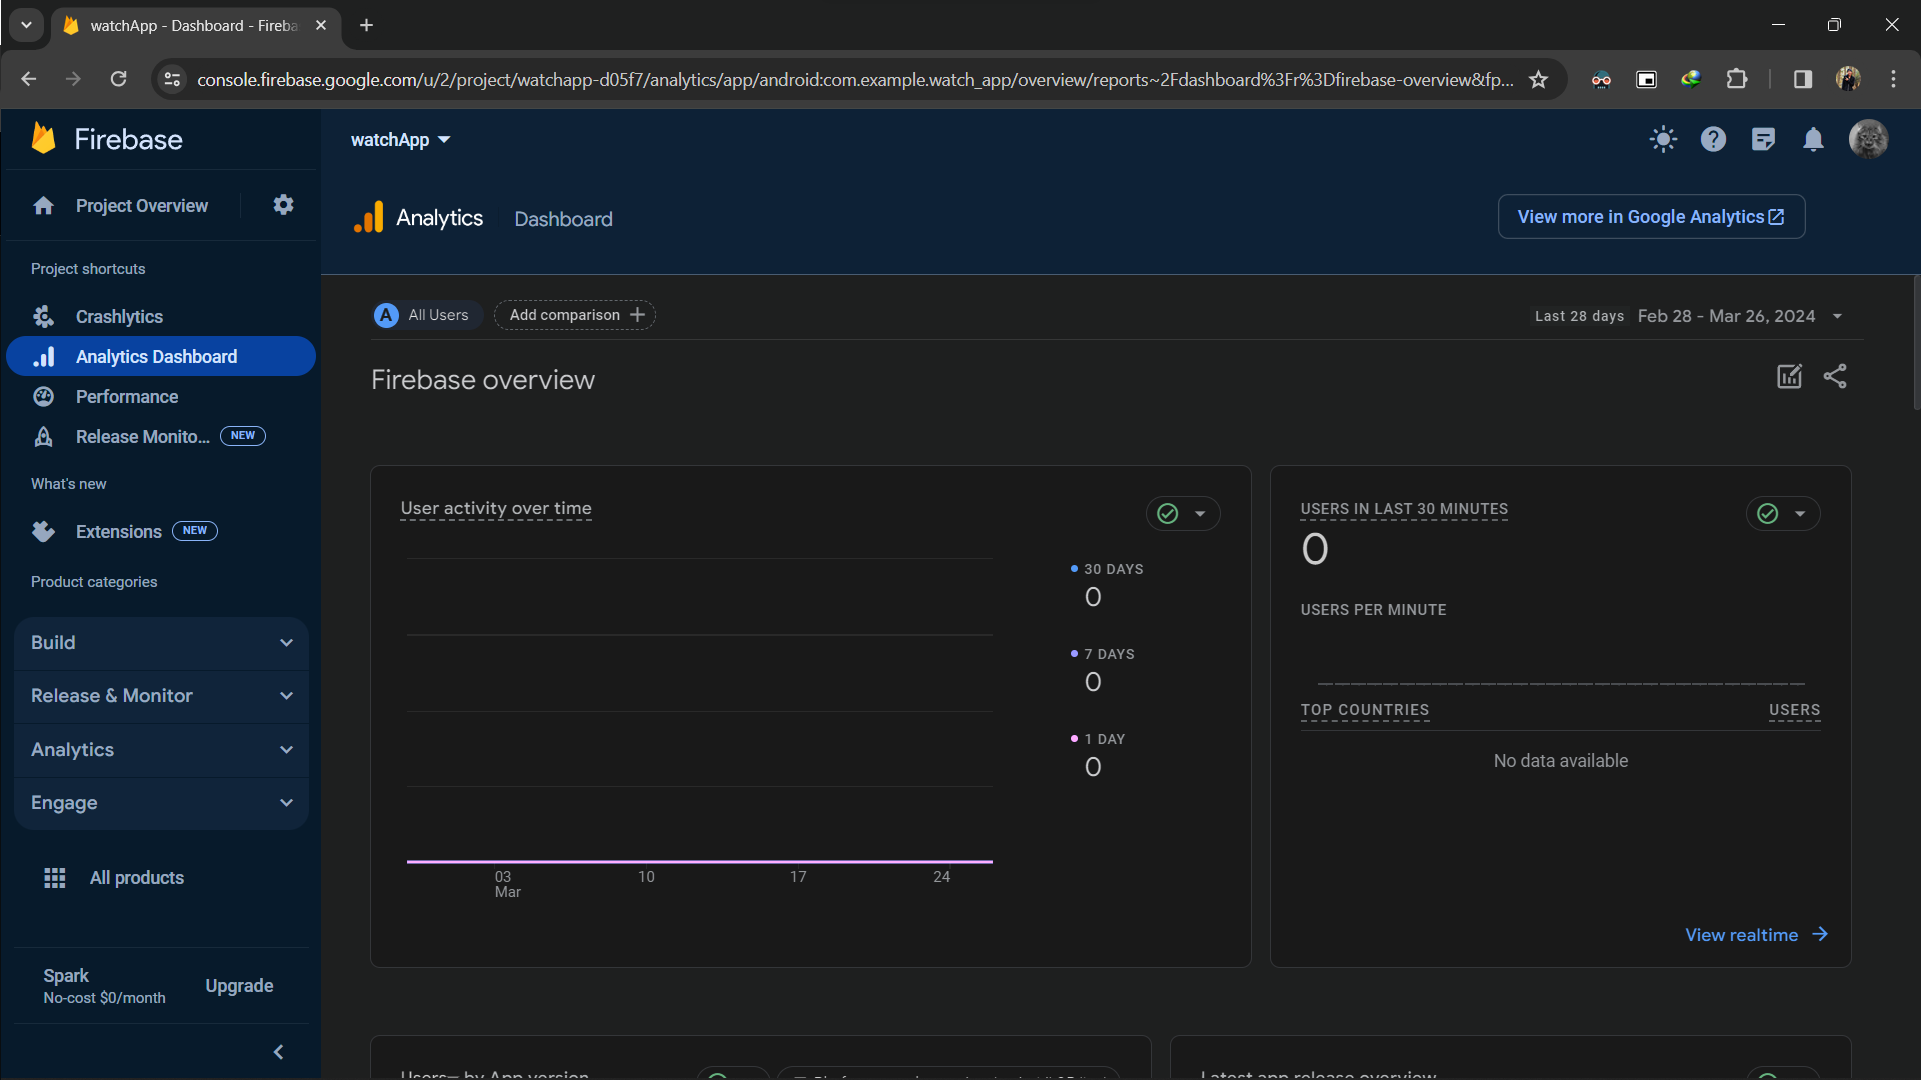 watchApp - Dashboard - Fireba
console.firebase.google.com/u/2/project/watchapp-d05f7/analytics/app/android:com.example.watch_app/overview/reports~2Fdashboard%3Fr%3Dfirebase-overview&fp...
Firebase
watchApp
Project Overview
Analytics
Dashboard
View more in Google Analytics
Project shortcuts
Crashlytics
Analytics Dashboard
Performance
Release Monito... NEW
What's new
Extensions NEW
Product categories
Build
Release & Monitor
Analytics
Engage
All products
Spark
No-cost $0/month
Upgrade
A All Users
Add comparison +
Last 28 days Feb 28 - Mar 26, 2024
Firebase overview
User activity over time
30 DAYS
0
7 DAYS
0
1 DAY
0
03
Mar
10
17
24
USERS IN LAST 30 MINUTES
0
USERS PER MINUTE
TOP COUNTRIES
USERS
No data available
View realtime
Users by App version
Latest app release overview